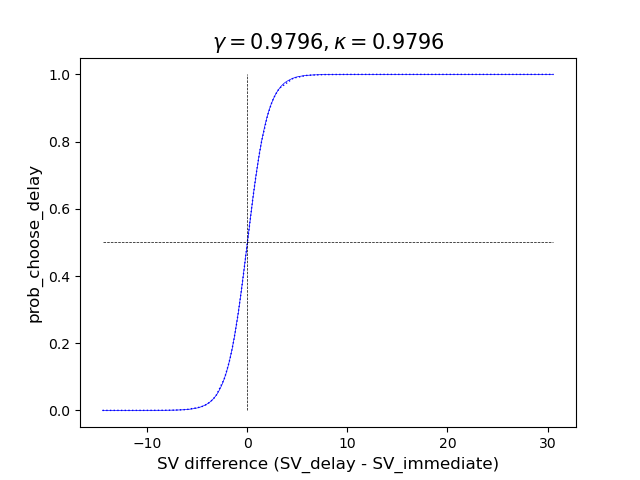 γ = 0.9796, κ = 0.9796
1.0
0.8
0.6
0.4
0.2
0.0
prob_choose_delay
−10 0 10 20 30
SV difference (SV_delay - SV_immediate)